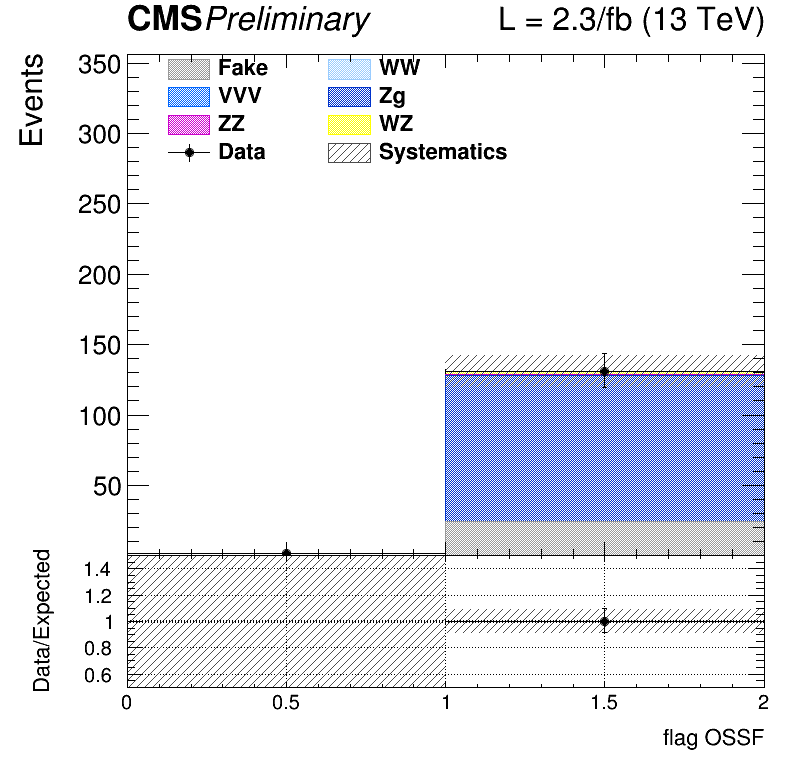 CMS Preliminary L = 2.3/fb (13 TeV)
Events
350
300
250
200
150
100
50
Fake WW
VVV Zg
ZZ WZ
Data Systematics
Data/Expected
1.4
1.2
1
0.8
0.6
0 0.5 1 1.5 2
flag OSSF